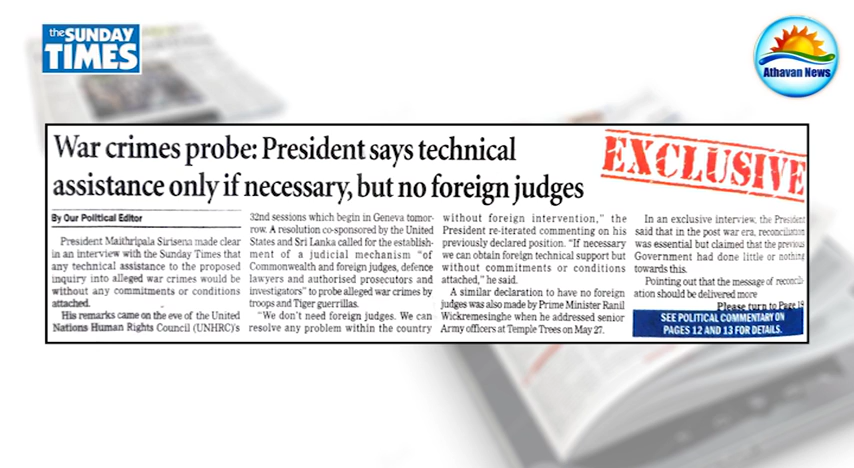 the SUNDAY
TIMES
Athavan News
War crimes probe: President says technical
assistance only if necessary, but no foreign judges
EXCLUSIVE
By Our Political Editor
President Maithripala Sirisena made clear
in an interview with the Sunday Times that
any technical assistance to the proposed
inquiry into alleged war crimes would be
without any commitments or conditions
attached.
His remarks came on the eve of the United
Nations Human Rights Council (UNHRC)'s
32nd sessions which begin in Geneva tomor-
row. A resolution co-sponsored by the United
States and Sri Lanka called for the establish-
ment of a judicial mechanism "of
Commonwealth and foreign judges, defence
lawyers and authorised prosecutors and
investigators" to probe alleged war crimes by
troops and Tiger guerrillas.
"We don't need foreign judges. We can
resolve any problem within the country
without foreign intervention," the
President re-iterated commenting on his
previously declared position. "If necessary
we can obtain foreign technical support but
without commitments or conditions
attached," he said.
A similar declaration to have no foreign
judges was also made by Prime Minister Ranil
Wickremesinghe when he addressed senior
Army officers at Temple Trees on May 27.
In an exclusive interview, the President
said that in the post war era, reconciliation
was essential but claimed that the previous
Government had done little or nothing
towards this.
Pointing out that the message of reconcili-
ation should be delivered more
Please turn to Page 19
SEE POLITICAL COMMENTARY ON
PAGES 12 AND 13 FOR DETAILS.